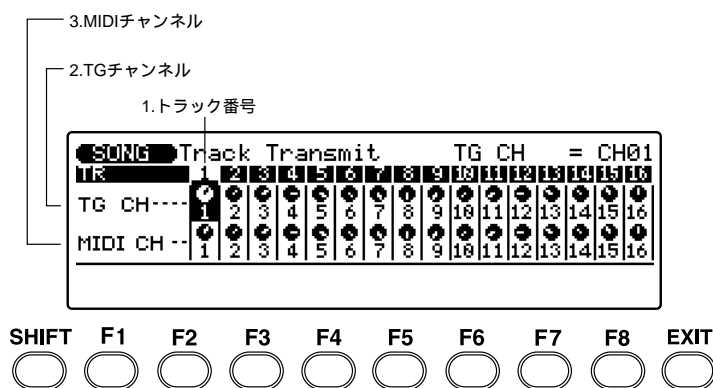 3.MIDIチャンネル
2.TGチャンネル
1.トラック番号
SONG Track Transmit TG CH = CH01
TR 1 2 3 4 5 6 7 8 9 10 11 12 13 14 15 16
TG CH---- 1 2 3 4 5 6 7 8 9 10 11 12 13 14 15 16
MIDI CH -- 1 2 3 4 5 6 7 8 9 10 11 12 13 14 15 16
SHIFT F1 F2 F3 F4 F5 F6 F7 F8 EXIT